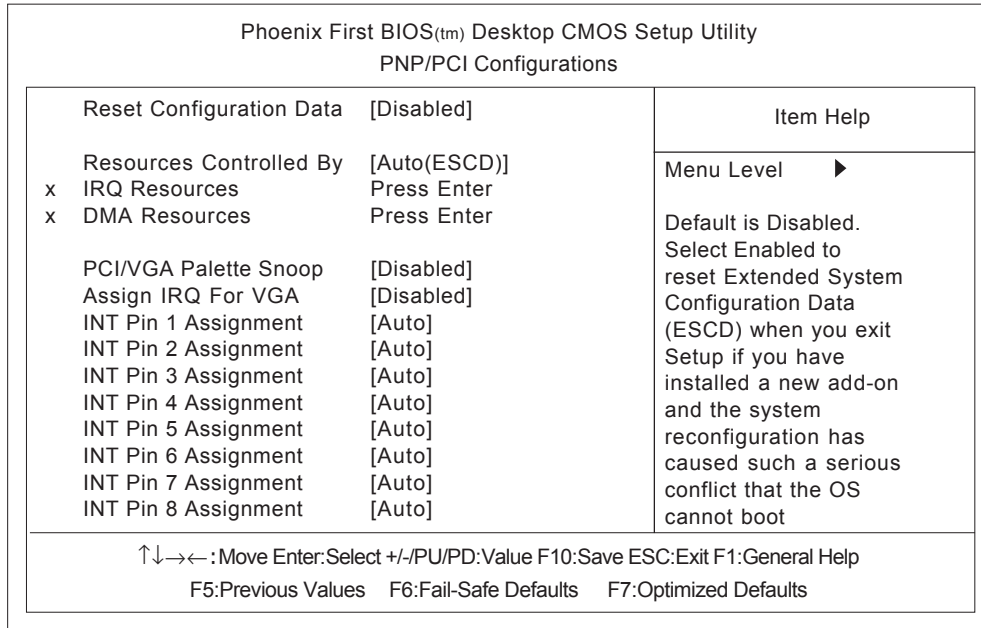 Phoenix First BIOS(tm) Desktop CMOS Setup Utility
PNP/PCI Configurations
Reset Configuration Data [Disabled]
Resources Controlled By [Auto(ESCD)]
x IRQ Resources Press Enter
x DMA Resources Press Enter
PCI/VGA Palette Snoop [Disabled]
Assign IRQ For VGA [Disabled]
INT Pin 1 Assignment [Auto]
INT Pin 2 Assignment [Auto]
INT Pin 3 Assignment [Auto]
INT Pin 4 Assignment [Auto]
INT Pin 5 Assignment [Auto]
INT Pin 6 Assignment [Auto]
INT Pin 7 Assignment [Auto]
INT Pin 8 Assignment [Auto]
Item Help
Menu Level ▶
Default is Disabled.
Select Enabled to
reset Extended System
Configuration Data
(ESCD) when you exit
Setup if you have
installed a new add-on
and the system
reconfiguration has
caused such a serious
conflict that the OS
cannot boot
↑↓→←:Move Enter:Select +/-/PU/PD:Value F10:Save ESC:Exit F1:General Help
F5:Previous Values F6:Fail-Safe Defaults F7:Optimized Defaults